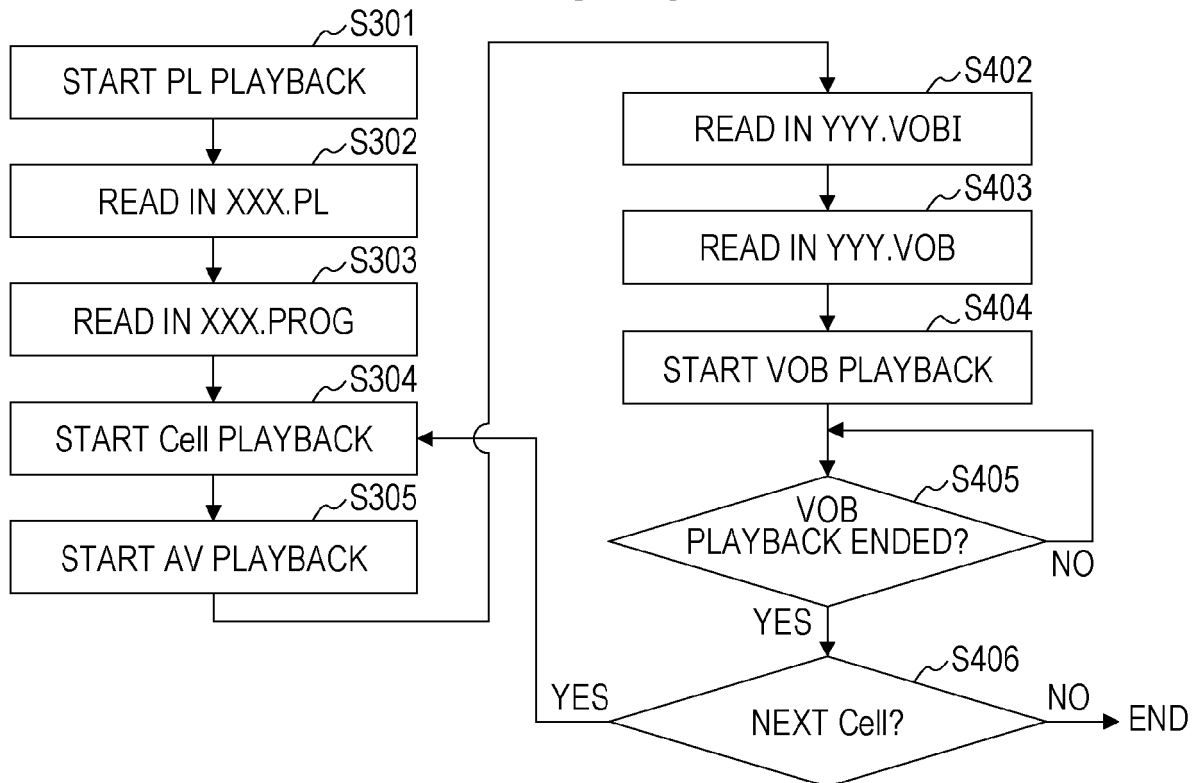 S301
START PL PLAYBACK
S302
READ IN XXX.PL
S303
READ IN XXX.PROG
S304
START Cell PLAYBACK
S305
START AV PLAYBACK
S402
READ IN YYY.VOBI
S403
READ IN YYY.VOB
S404
START VOB PLAYBACK
S405
VOB
PLAYBACK ENDED?
NO
YES
S406
NEXT Cell?
YES
NO
END